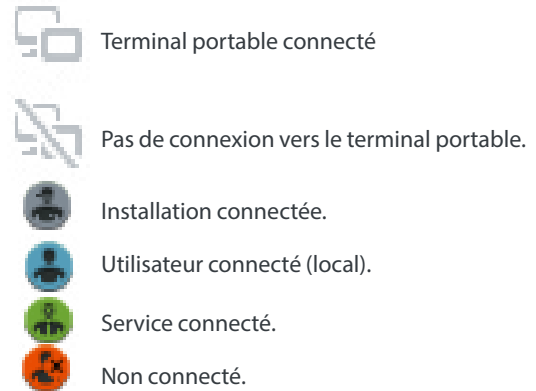 Terminal portable connecté
Pas de connexion vers le terminal portable.
Installation connectée.
Utilisateur connecté (local).
Service connecté.
Non connecté.